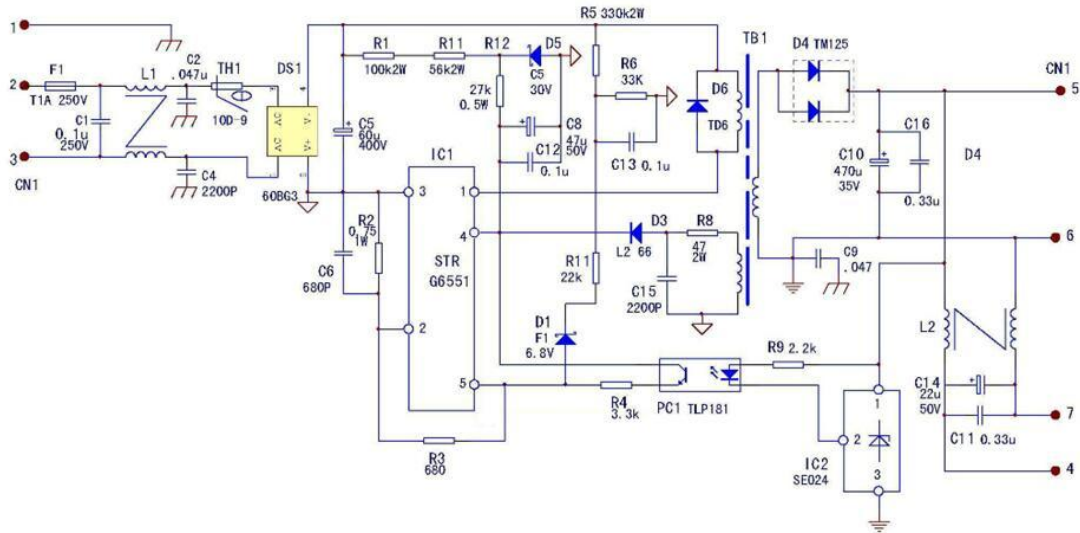 R5 330k2W
1
C2
.047u
TH1
DS1
R1
100k2W
R11
56k2W
R12
D5
TB1
D4 TM125
CN1
5
2
F1
T1A 250V
L1
10D-9
3
4
AC
V-
AC
V+
C5
30V
R6
33K
D6
TD6
27k
0.5W
C1
0.1u
250V
C5
60u
400V
C8
47u
50V
C12
0.1u
C13 0.1u
C10
470u
35V
C16
0.33u
D4
3
CN1
C4
2200P
60BG3
IC1
3
1
R2
0.75
1W
4
D3
L2 66
R8
47
2W
6
C9
.047
C6
680P
STR
G6551
R11
22k
C15
2200P
2
D1
F1
6.8V
L2
R9 2.2k
5
R4
3.3k
PC1 TLP181
1
C14
22u
50V
7
C11 0.33u
R3
680
2
IC2
SE024
3
4